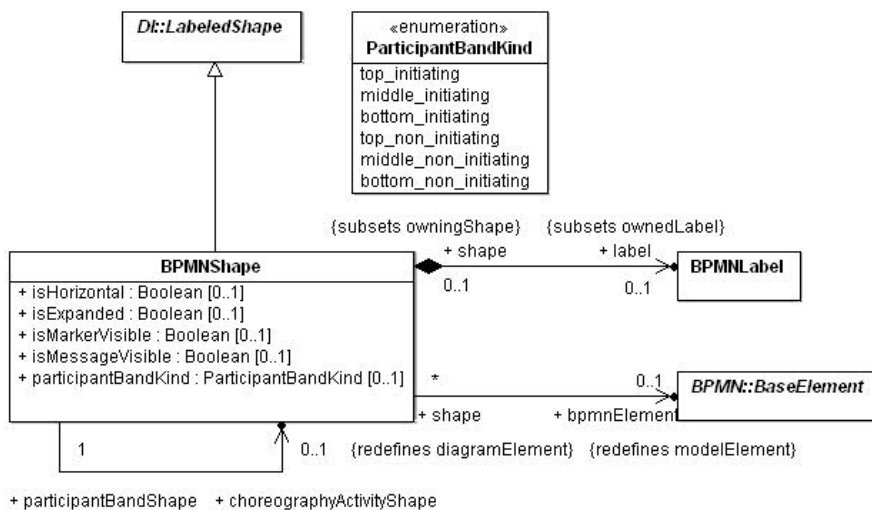 DI::LabeledShape
«enumeration»
ParticipantBandKind
top_initiating
middle_initiating
bottom_initiating
top_non_initiating
middle_non_initiating
bottom_non_initiating
{subsets owningShape} {subsets ownedLabel}
+ shape + label
0..1 0..1
BPMNShape
+ isHorizontal : Boolean [0..1]
+ isExpanded : Boolean [0..1]
+ isMarkerVisible : Boolean [0..1]
+ isMessageVisible : Boolean [0..1]
+ participantBandKind : ParticipantBandKind [0..1]
BPMNLabel
* 0..1
BPMN::BaseElement
+ shape + bpmnElement
1 0..1 {redefines diagramElement} {redefines modelElement}
+ participantBandShape + choreographyActivityShape